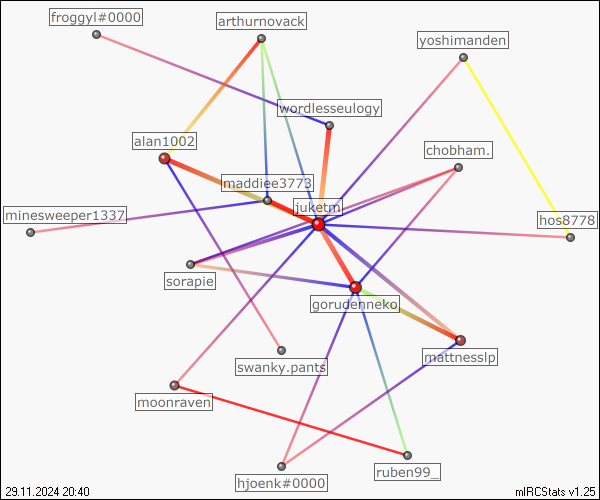 froggyl#0000
arthurnovack
yoshimanden
wordlesseulogy
alan1002
chobham.
maddiee3773
juketm
minesweeper1337
hos8778
sorapie
gorudenneko
mattnesslp
swanky.pants
moonraven
ruben99_
hjoenk#0000
29.11.2024 20:40
mIRCStats v1.25